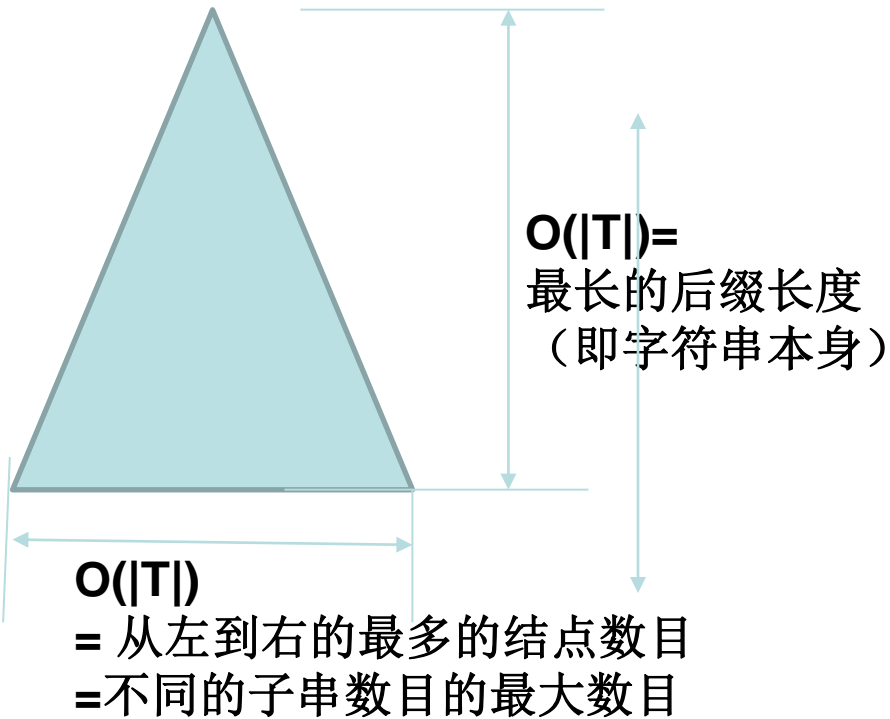 O(|T|)=
最长的后缀长度
（即字符串本身）
O(|T|)
= 从左到右的最多的结点数目
=不同的子串数目的最大数目